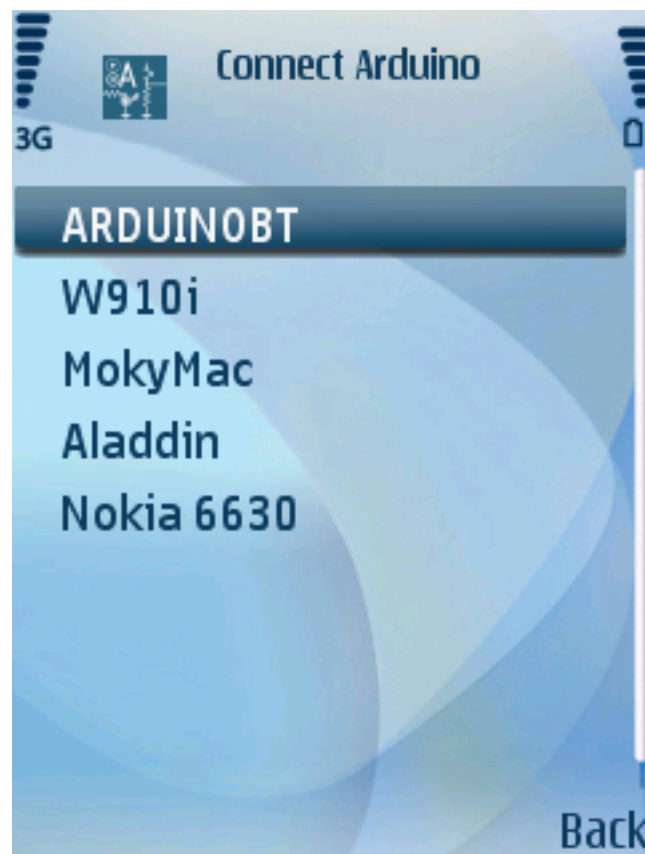 Connect Arduino
3G
ARDUINOBT
W910i
MokyMac
Aladdin
Nokia 6630
Back